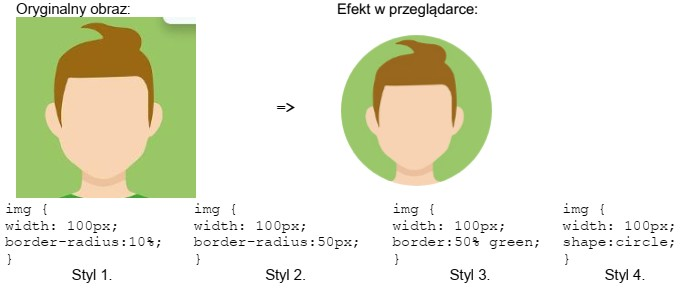 Oryginalny obraz:
Efekt w przeglądarce:
=>
img {
width: 100px;
border-radius:10%;
}
Styl 1.
img {
width: 100px;
border-radius:50px;
}
Styl 2.
img {
width: 100px;
border:50% green;
}
Styl 3.
img {
width: 100px;
shape:circle;
}
Styl 4.